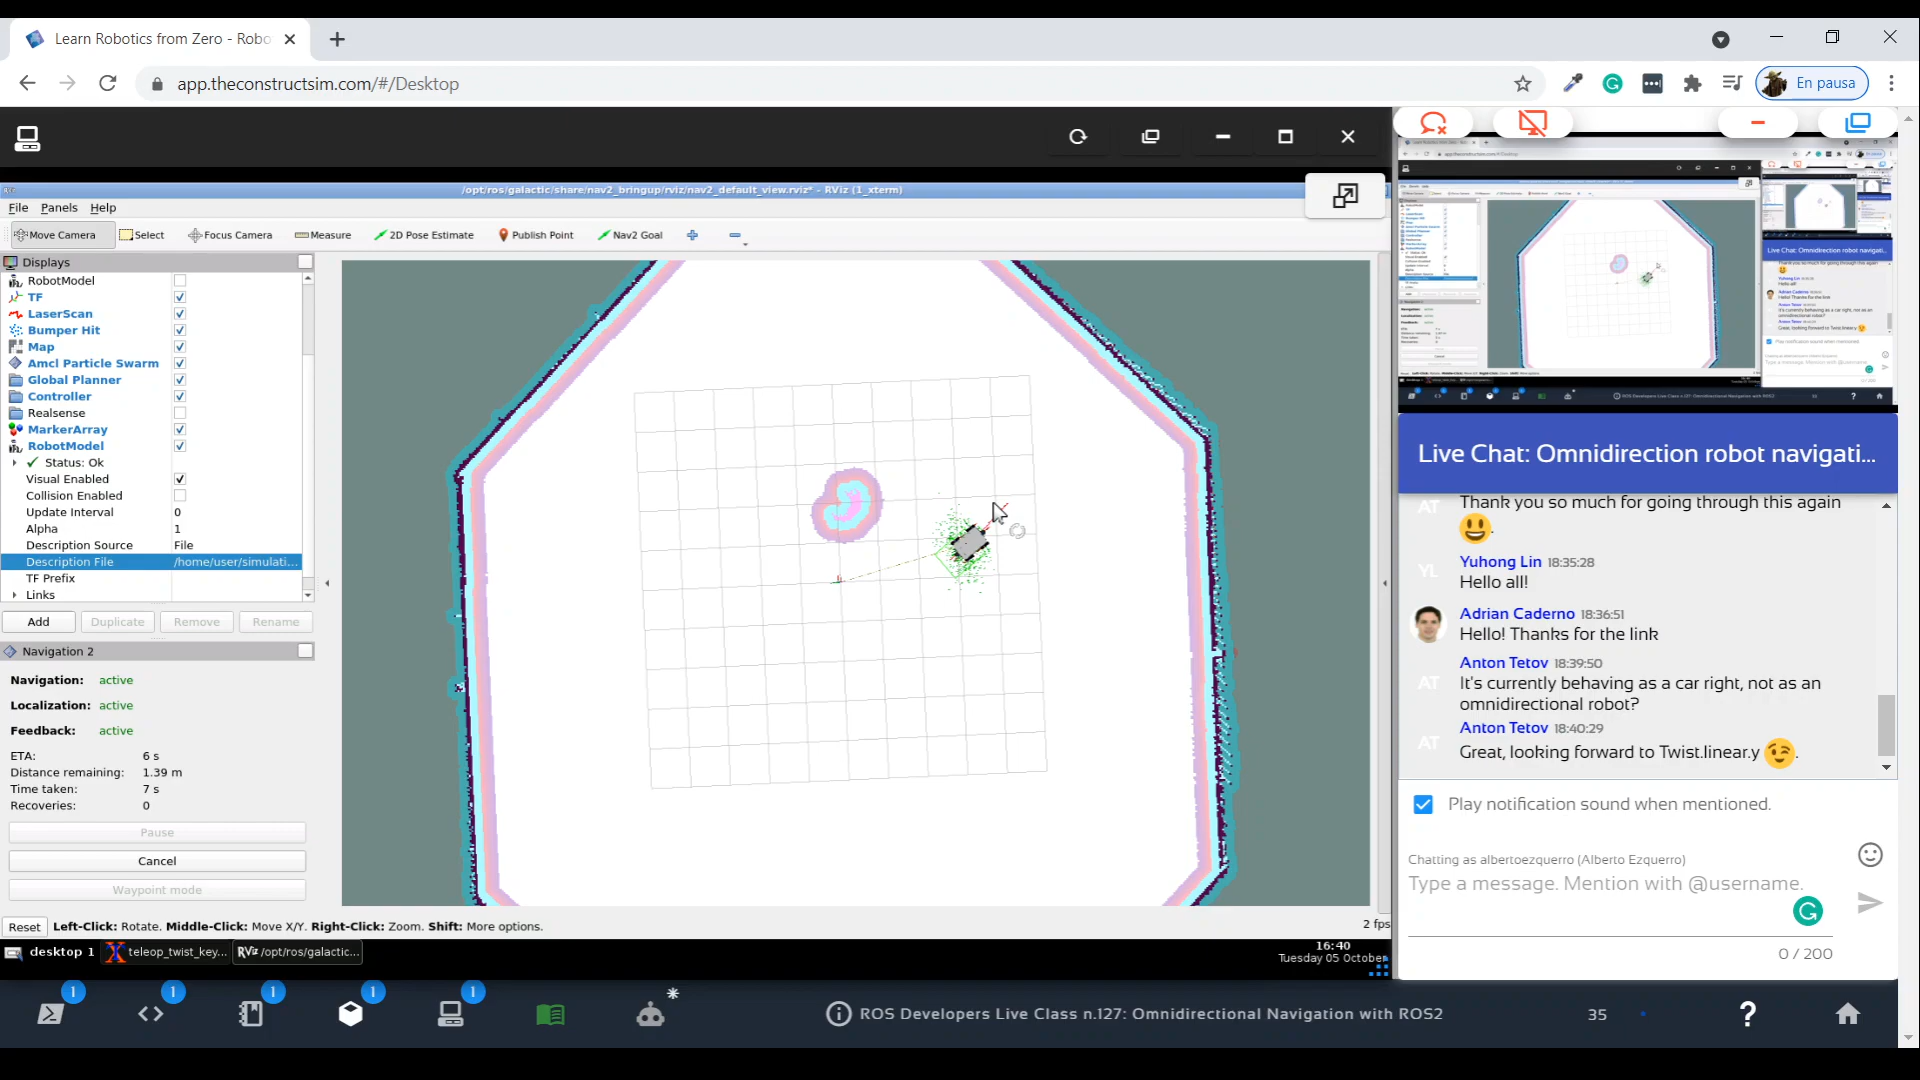 Learn Robotics from Zero - Robo
app.theconstructsim.com/#/Desktop
En pausa
/opt/ros/galactic/share/nav2_bringup/rviz/nav2_default_view.rviz* - RViz (1_xterm)
File Panels Help
Move Camera Select Focus Camera Measure 2D Pose Estimate Publish Point Nav2 Goal
Displays
RobotModel
TF
LaserScan
Bumper Hit
Map
Amcl Particle Swarm
Global Planner
Controller
Realsense
MarkerArray
RobotModel
Status: Ok
Visual Enabled
Collision Enabled
Update Interval 0
Alpha 1
Description Source File
Description File /home/user/simulati...
TF Prefix
Links
Add Duplicate Remove Rename
Navigation 2
Navigation: active
Localization: active
Feedback: active
ETA: 6 s
Distance remaining: 1.39 m
Time taken: 7 s
Recoveries: 0
Pause
Cancel
Waypoint mode
Reset Left-Click: Rotate. Middle-Click: Move X/Y. Right-Click: Zoom. Shift: More options. 2 fps
desktop 1 teleop_twist_key... RViz /opt/ros/galactic...
16:40
Tuesday 05 October
Live Chat: Omnidirection robot navigati...
AT
Thank you so much for going through this again
.
YL
Yuhong Lin 18:35:28
Hello all!
Adrian Caderno 18:36:51
Hello! Thanks for the link
AT
Anton Tetov 18:39:50
It's currently behaving as a car right, not as an
omnidirectional robot?
AT
Anton Tetov 18:40:29
Great, looking forward to Twist.linear.y .
Play notification sound when mentioned.
Chatting as albertoezquerro (Alberto Ezquerro)
Type a message. Mention with @username.
0 / 200
1 1 1 1 1
ROS Developers Live Class n.127: Omnidirectional Navigation with ROS2
35
?